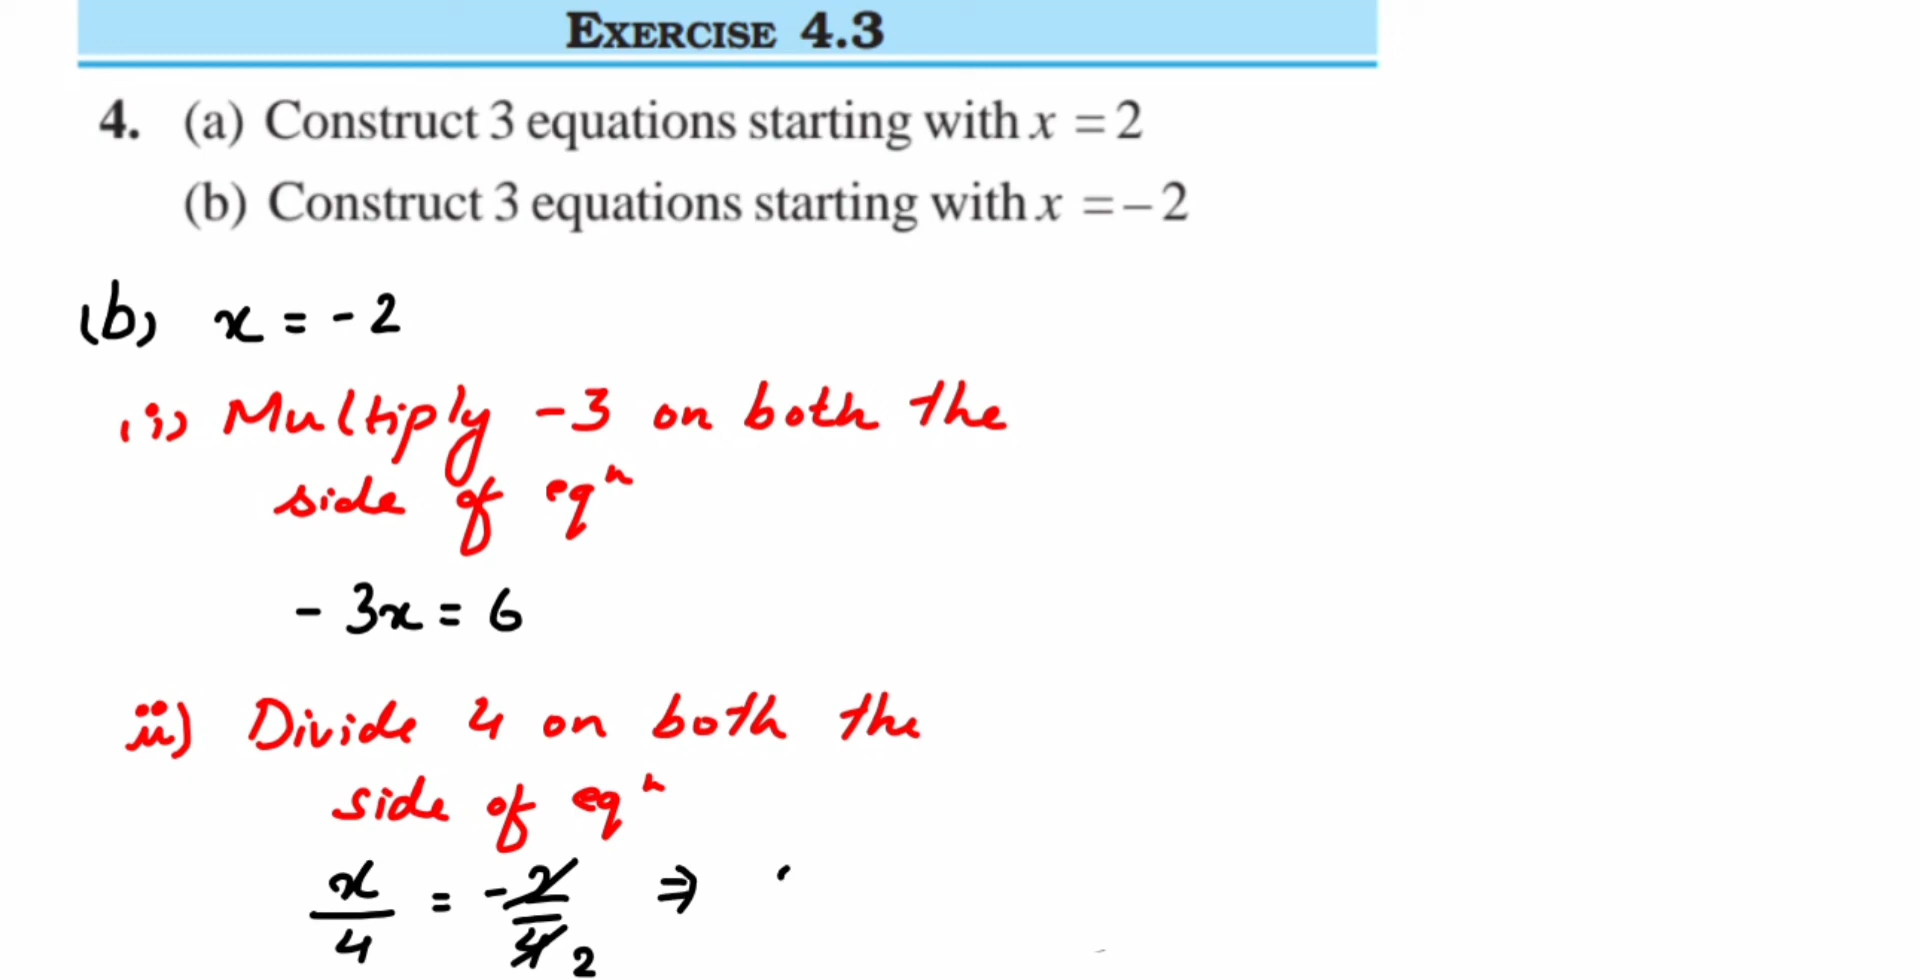 EXERCISE 4.3
4. (a) Construct 3 equations starting with x = 2
(b) Construct 3 equations starting with x = – 2
(b) x = - 2
(i) Multiply -3 on both the
side of eqⁿ
- 3x = 6
ii) Divide 4 on both the
side of eqⁿ
x/4 = -2/4 2 ⇒